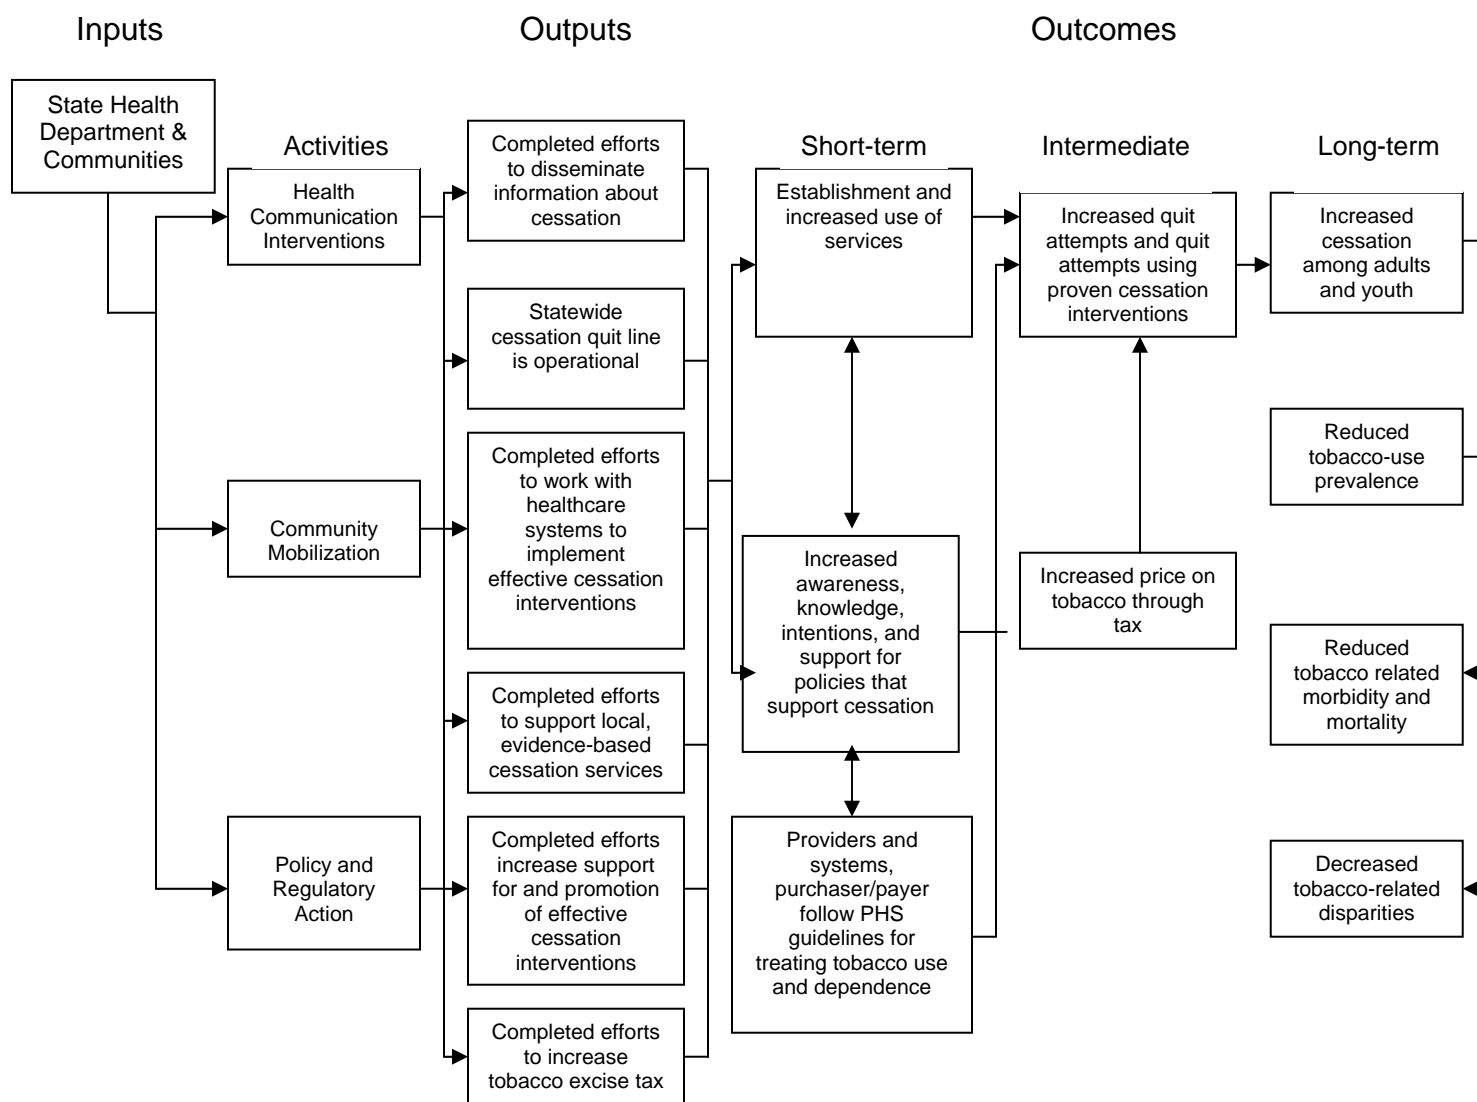 Inputs
Outputs
Outcomes
State Health
Department &
Communities
Activities
Short-term
Intermediate
Long-term
Health
Communication
Interventions
Community
Mobilization
Policy and
Regulatory
Action
Completed efforts
to disseminate
information about
cessation
Statewide
cessation quit line
is operational
Completed efforts
to work with
healthcare
systems to
implement
effective cessation
interventions
Completed efforts
to support local,
evidence-based
cessation services
Completed efforts
increase support
for and promotion
of effective
cessation
interventions
Completed efforts
to increase
tobacco excise tax
Establishment and
increased use of
services
Increased
awareness,
knowledge,
intentions, and
support for
policies that
support cessation
Providers and
systems,
purchaser/payer
follow PHS
guidelines for
treating tobacco use
and dependence
Increased quit
attempts and quit
attempts using
proven cessation
interventions
Increased price on
tobacco through
tax
Increased
cessation
among adults
and youth
Reduced
tobacco-use
prevalence
Reduced
tobacco related
morbidity and
mortality
Decreased
tobacco-related
disparities